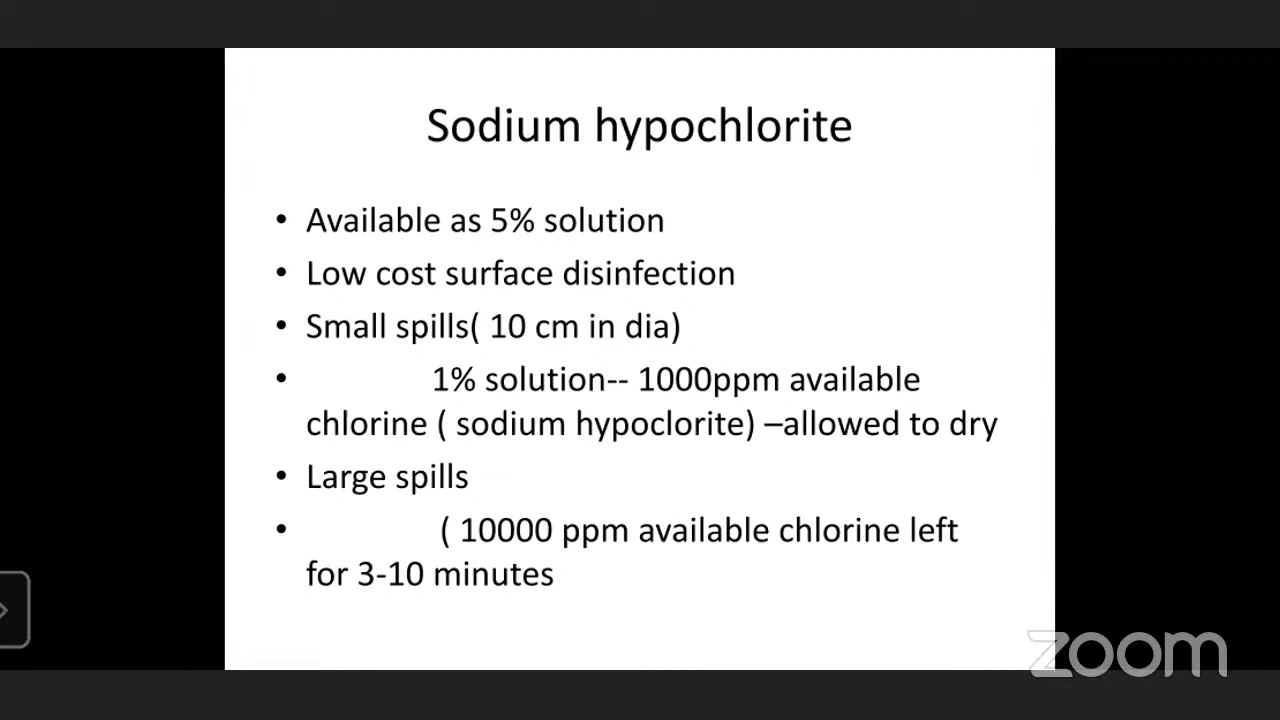 Sodium hypochlorite
• Available as 5% solution
• Low cost surface disinfection
• Small spills( 10 cm in dia)
• 1% solution-- 1000ppm available
chlorine ( sodium hypoclorite) –allowed to dry
• Large spills
• ( 10000 ppm available chlorine left
for 3-10 minutes
zoom